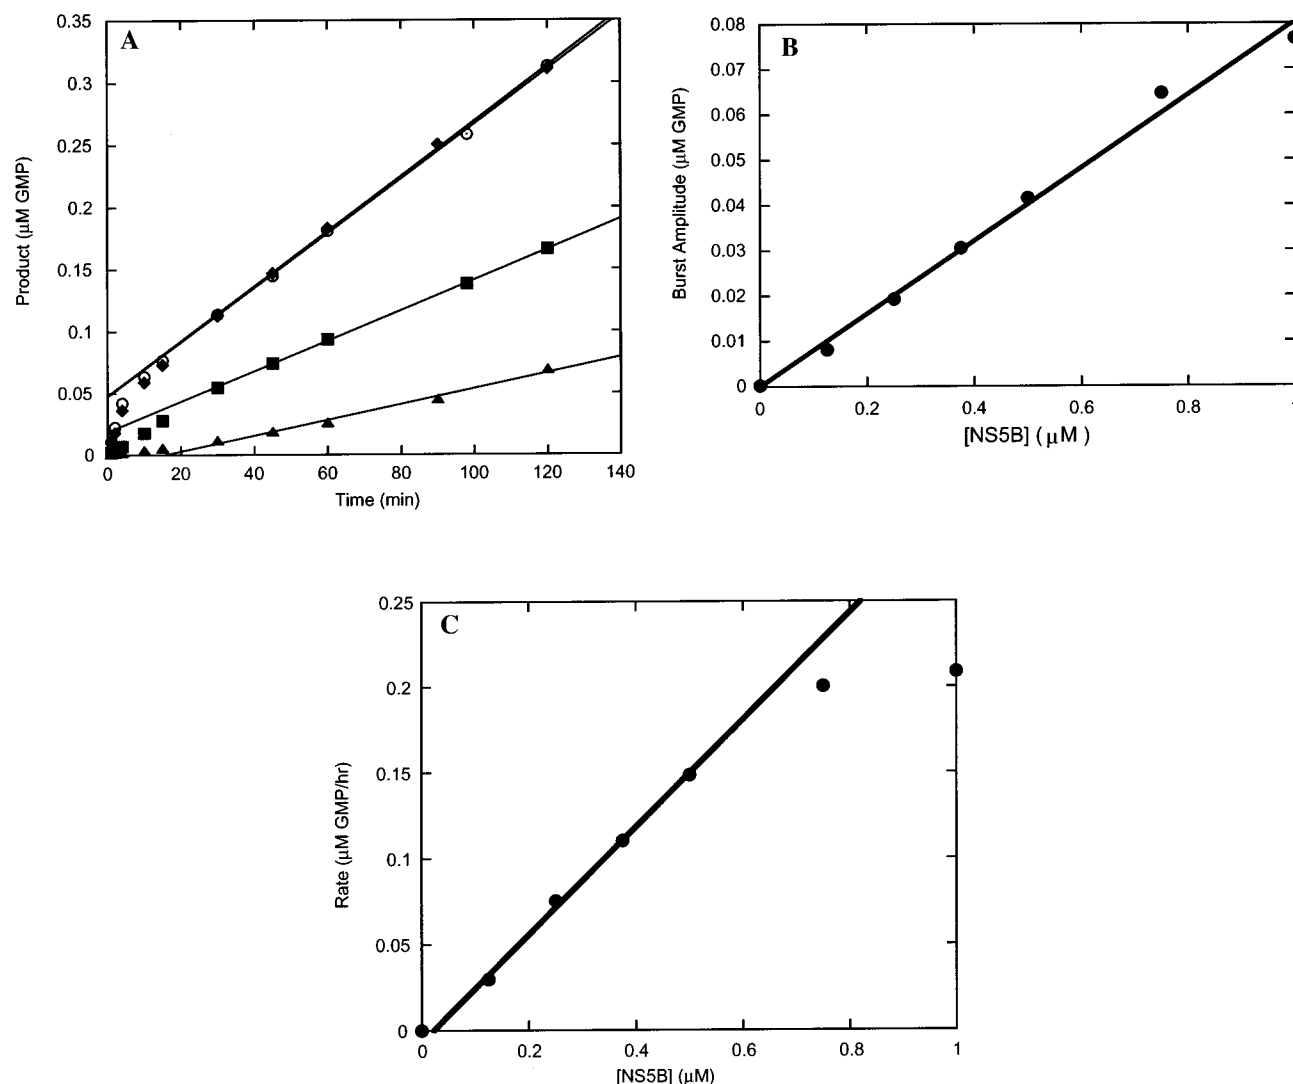 A
0.35
0.3
0.25
0.2
0.15
0.1
0.05
0
Product (μM GMP)
0 20 40 60 80 100 120 140
Time (min)
B
0.08
0.07
0.06
0.05
0.04
0.03
0.02
0.01
0
Burst Amplitude (μM GMP)
0 0.2 0.4 0.6 0.8
[NS5B] (μM)
C
0.25
0.2
0.15
0.1
0.05
0
Rate (μM GMP/hr)
0 0.2 0.4 0.6 0.8 1
[NS5B] (μM)